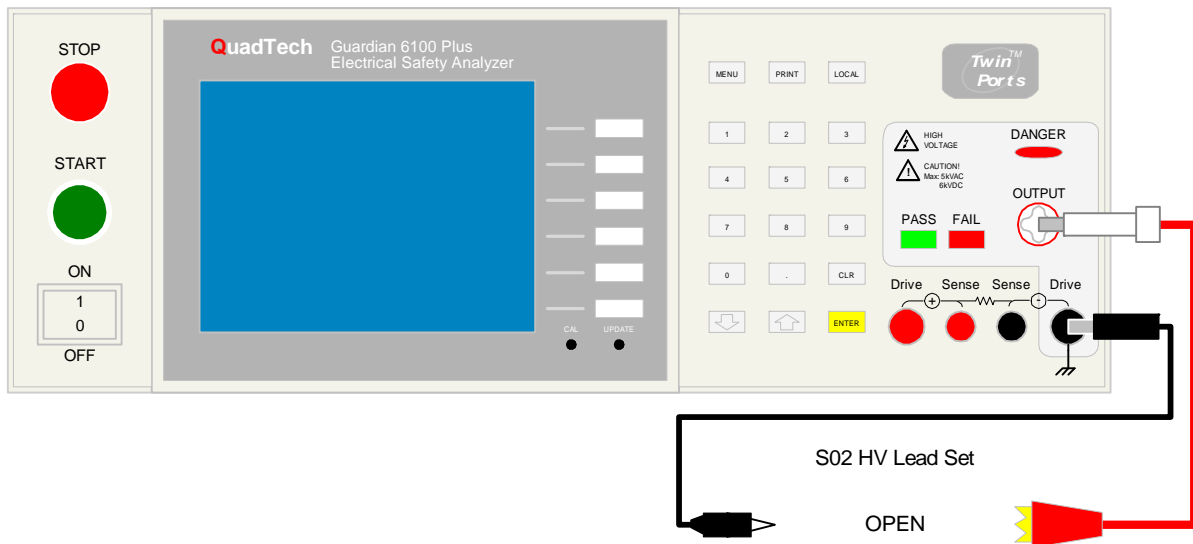 STOP
START
ON
1
0
OFF
QuadTech
Guardian 6100 Plus
Electrical Safety Analyzer
CAL
UPDATE
MENU
PRINT
LOCAL
1
2
3
4
5
6
7
8
9
0
.
CLR
ENTER
Twin TM
Ports
HIGH
VOLTAGE
CAUTION!
Max: 5kVAC
6kVDC
DANGER
OUTPUT
PASS
FAIL
Drive
Sense
Sense
Drive
+
-
S02 HV Lead Set
OPEN